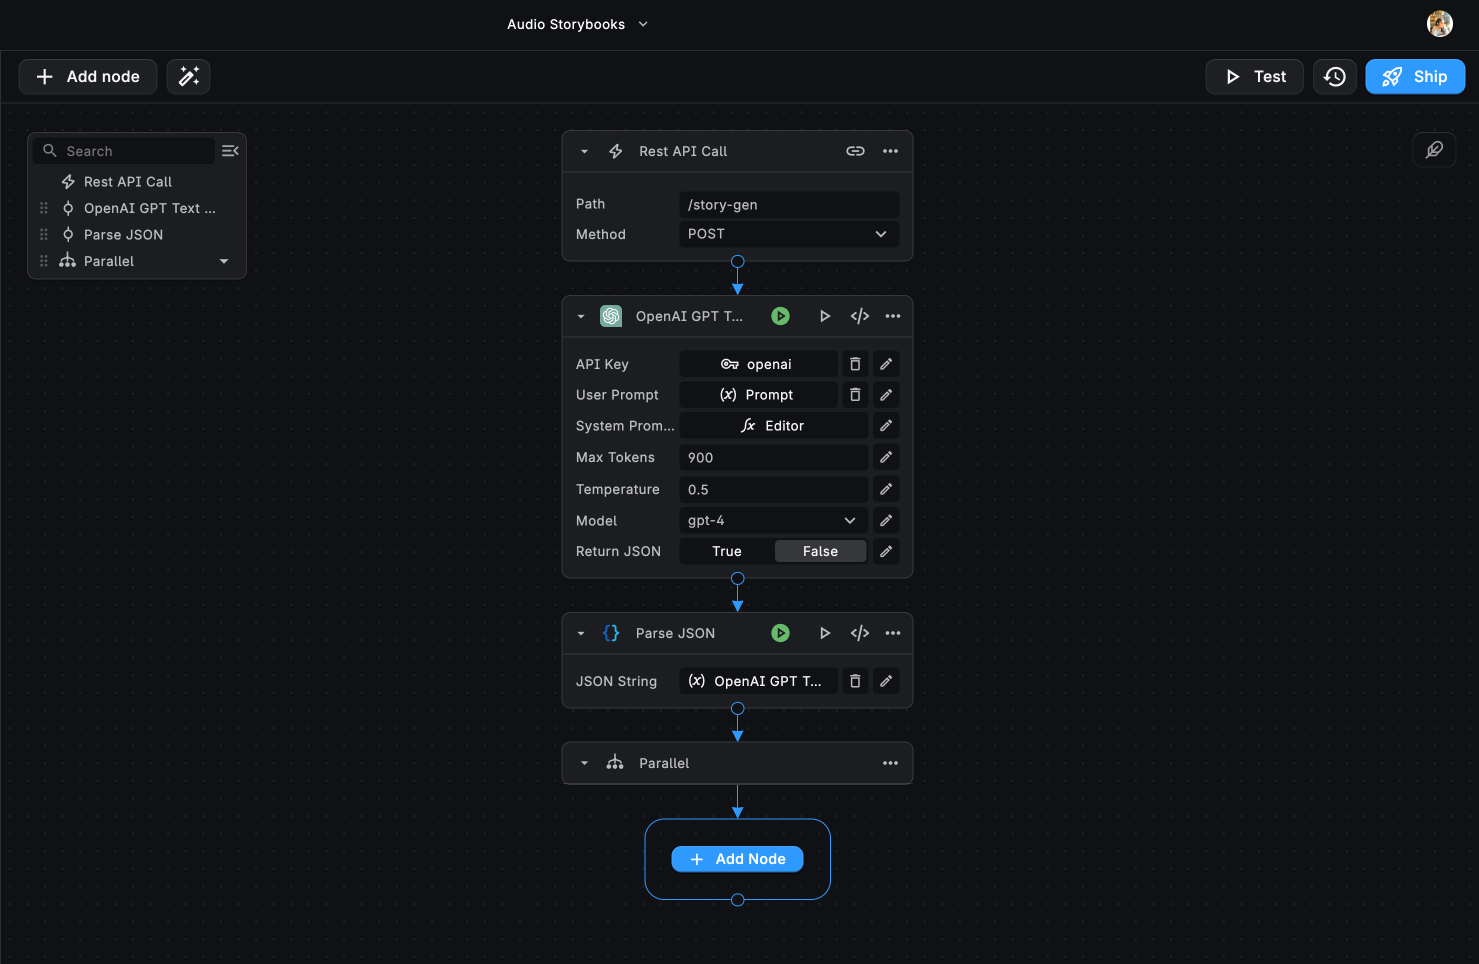 Audio Storybooks
Add node
Test
Ship
Search
Rest API Call
OpenAI GPT Text ...
Parse JSON
Parallel
Rest API Call
Path
/story-gen
Method
POST
OpenAI GPT T...
API Key
openai
User Prompt
(x) Prompt
System Prom...
fx Editor
Max Tokens
900
Temperature
0.5
Model
gpt-4
Return JSON
True
False
{} Parse JSON
JSON String
(x) OpenAI GPT T...
Parallel
Add Node